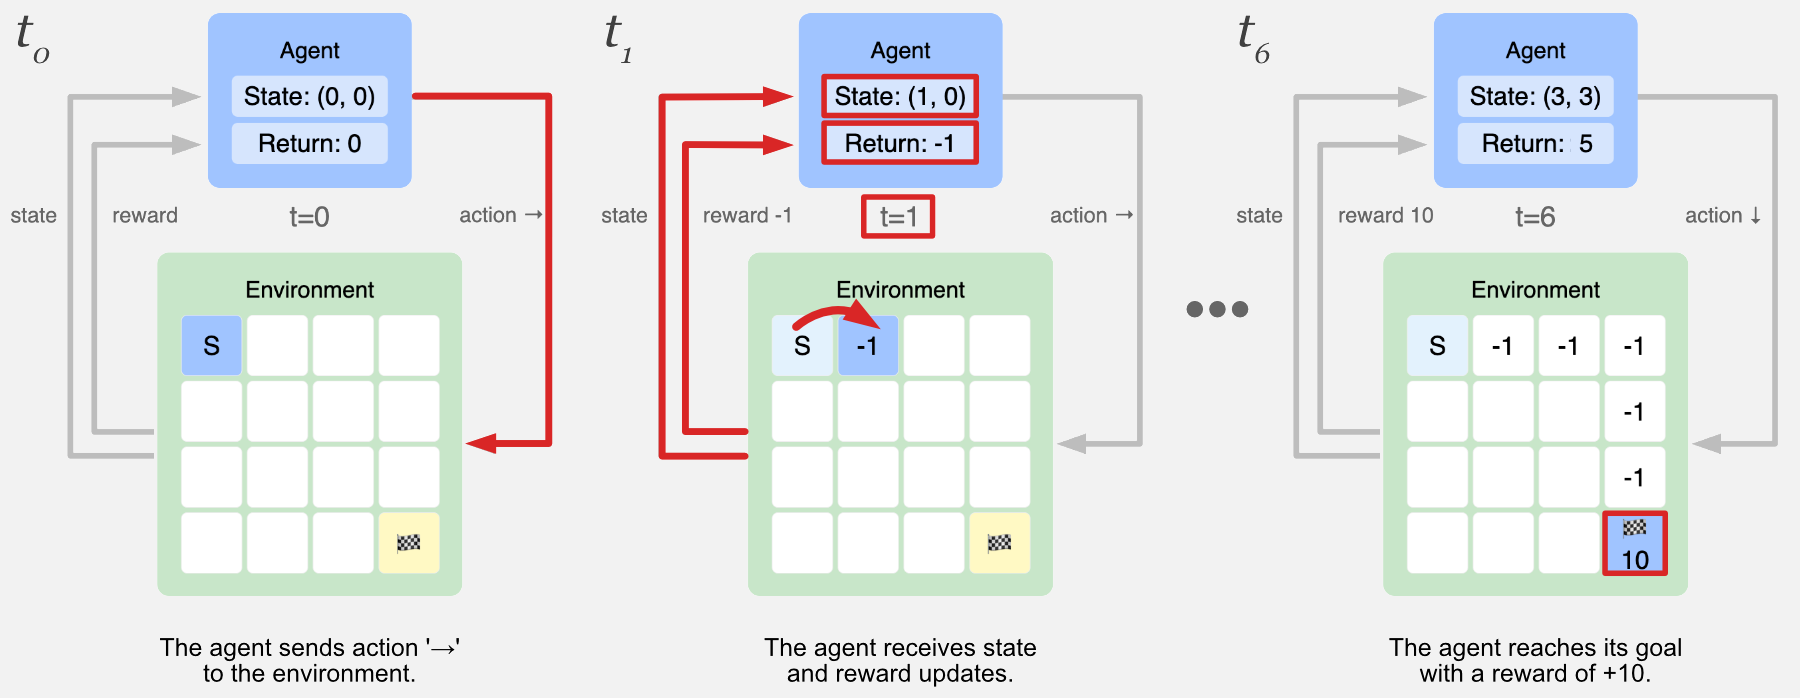 t0
Agent
State: (0, 0)
Return: 0
state
reward
t=0
action →
Environment
S
The agent sends action '→'
to the environment.
t1
Agent
State: (1, 0)
Return: -1
state
reward -1
t=1
action →
Environment
S -1
The agent receives state
and reward updates.
t6
Agent
State: (3, 3)
Return: 5
state
reward 10
t=6
action ↓
Environment
S -1 -1 -1
-1
-1
10
The agent reaches its goal
with a reward of +10.